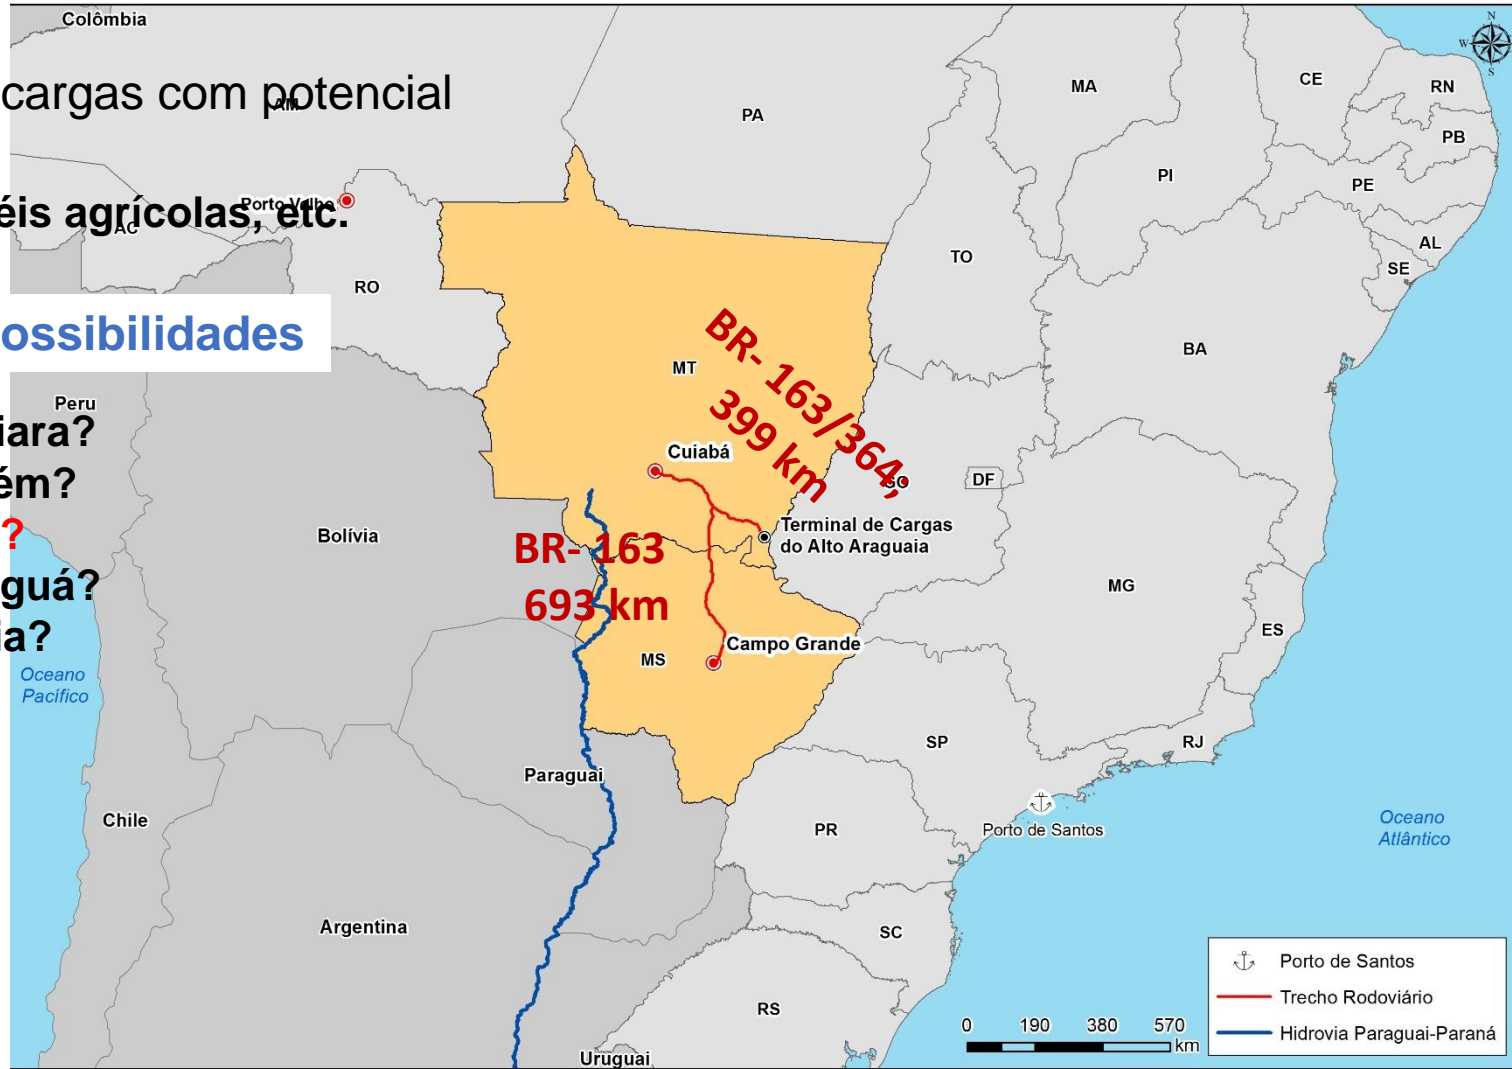 Colômbia
N
W
S
cargas com potencial
AM
MA
CE
RN
PA
PB
PI
PE
Porto Velho
éis agrícolas, etc.
AC
AL
TO
SE
RO
ossibilidades
BR- 163/364;
399 km
BA
MT
Peru
iara?
Cuiabá
ém?
GO
DF
?
Bolívia
Terminal de Cargas
do Alto Araguaia
BR- 163
693 km
guá?
MG
ia?
ES
Campo Grande
MS
Oceano
Pacífico
SP
RJ
Paraguai
Chile
PR
Porto de Santos
Oceano
Atlântico
Argentina
SC
RS
Uruguai
Porto de Santos
Trecho Rodoviário
Hidrovia Paraguai-Paraná
0 190 380 570
km